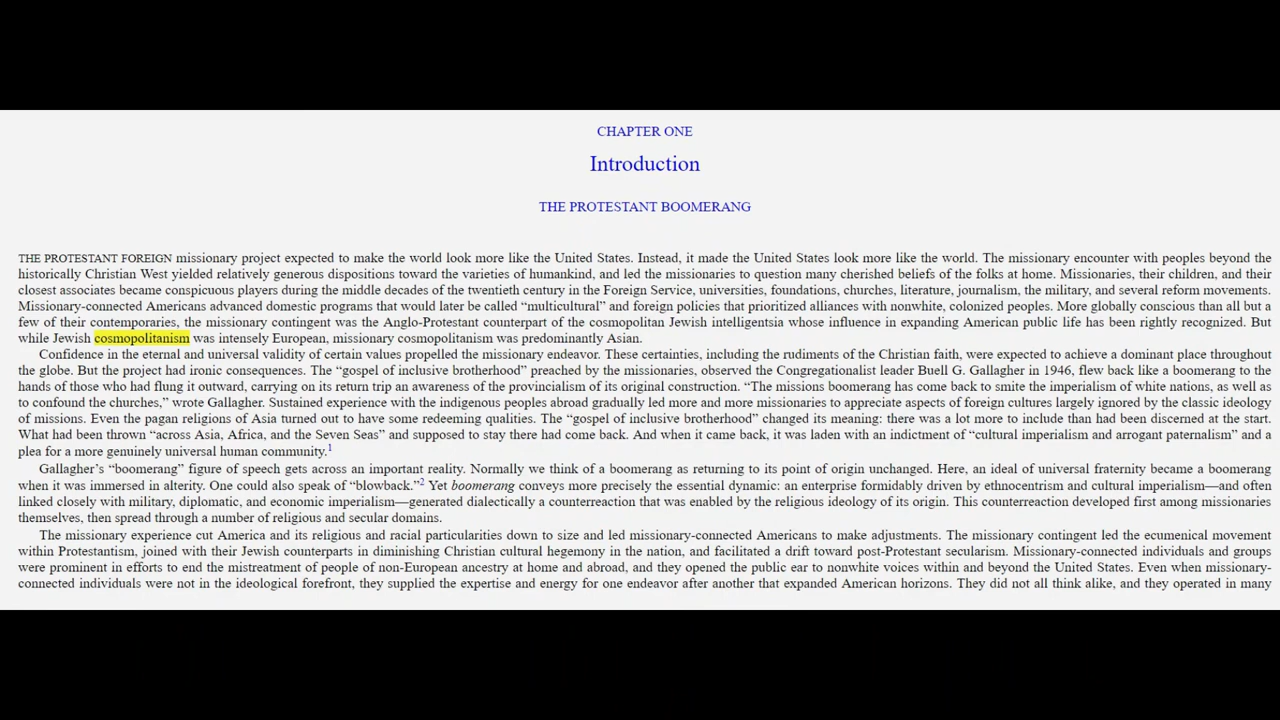 CHAPTER ONE
Introduction
THE PROTESTANT BOOMERANG
THE PROTESTANT FOREIGN missionary project expected to make the world look more like the United States. Instead, it made the United States look more like the world. The missionary encounter with peoples beyond the
historically Christian West yielded relatively generous dispositions toward the varieties of humankind, and led the missionaries to question many cherished beliefs of the folks at home. Missionaries, their children, and their
closest associates became conspicuous players during the middle decades of the twentieth century in the Foreign Service, universities, foundations, churches, literature, journalism, the military, and several reform movements.
Missionary-connected Americans advanced domestic programs that would later be called “multicultural” and foreign policies that prioritized alliances with nonwhite, colonized peoples. More globally conscious than all but a
few of their contemporaries, the missionary contingent was the Anglo-Protestant counterpart of the cosmopolitan Jewish intelligentsia whose influence in expanding American public life has been rightly recognized. But
while Jewish cosmopolitanism was intensely European, missionary cosmopolitanism was predominantly Asian.
Confidence in the eternal and universal validity of certain values propelled the missionary endeavor. These certainties, including the rudiments of the Christian faith, were expected to achieve a dominant place throughout
the globe. But the project had ironic consequences. The “gospel of inclusive brotherhood” preached by the missionaries, observed the Congregationalist leader Buell G. Gallagher in 1946, flew back like a boomerang to the
hands of those who had flung it outward, carrying on its return trip an awareness of the provincialism of its original construction. “The missions boomerang has come back to smite the imperialism of white nations, as well as
to confound the churches,” wrote Gallagher. Sustained experience with the indigenous peoples abroad gradually led more and more missionaries to appreciate aspects of foreign cultures largely ignored by the classic ideology
of missions. Even the pagan religions of Asia turned out to have some redeeming qualities. The “gospel of inclusive brotherhood” changed its meaning: there was a lot more to include than had been discerned at the start.
What had been thrown “across Asia, Africa, and the Seven Seas” and supposed to stay there had come back. And when it came back, it was laden with an indictment of “cultural imperialism and arrogant paternalism” and a
plea for a more genuinely universal human community.1
Gallagher’s “boomerang” figure of speech gets across an important reality. Normally we think of a boomerang as returning to its point of origin unchanged. Here, an ideal of universal fraternity became a boomerang
when it was immersed in alterity. One could also speak of “blowback.”2 Yet boomerang conveys more precisely the essential dynamic: an enterprise formidably driven by ethnocentrism and cultural imperialism—and often
linked closely with military, diplomatic, and economic imperialism—generated dialectically a counterreaction that was enabled by the religious ideology of its origin. This counterreaction developed first among missionaries
themselves, then spread through a number of religious and secular domains.
The missionary experience cut America and its religious and racial particularities down to size and led missionary-connected Americans to make adjustments. The missionary contingent led the ecumenical movement
within Protestantism, joined with their Jewish counterparts in diminishing Christian cultural hegemony in the nation, and facilitated a drift toward post-Protestant secularism. Missionary-connected individuals and groups
were prominent in efforts to end the mistreatment of people of non-European ancestry at home and abroad, and they opened the public ear to nonwhite voices within and beyond the United States. Even when missionary-
connected individuals were not in the ideological forefront, they supplied the expertise and energy for one endeavor after another that expanded American horizons. They did not all think alike, and they operated in many